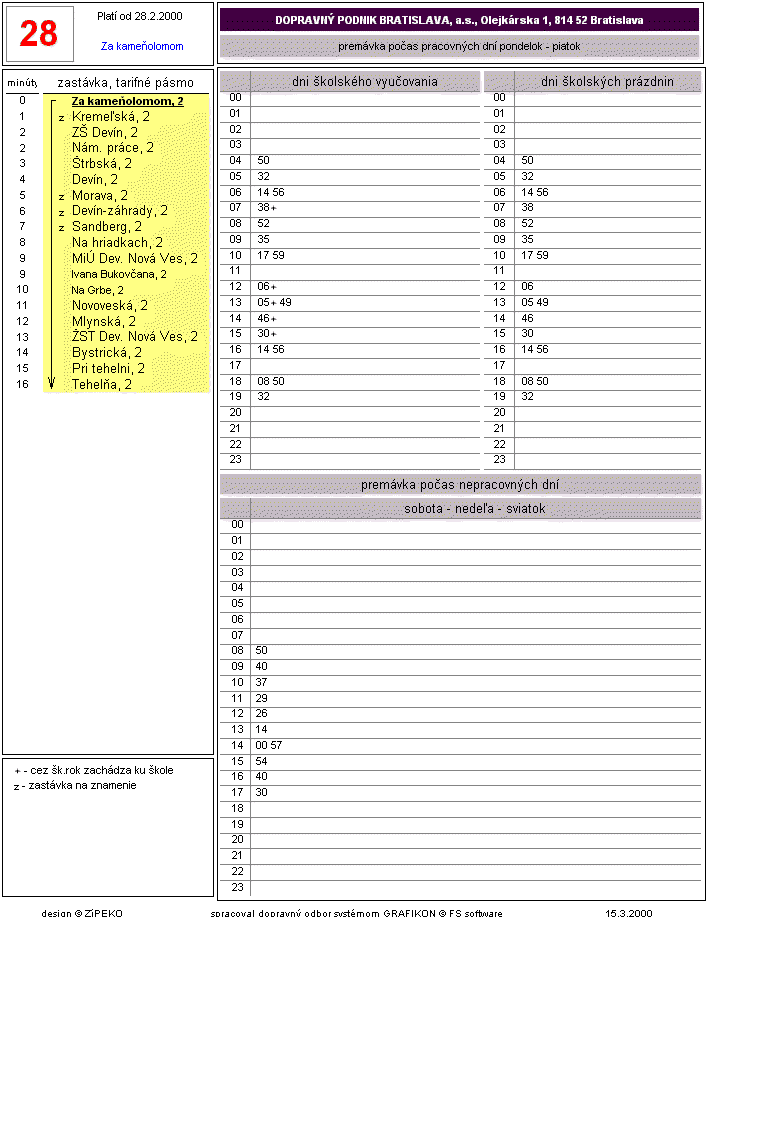 28
Platí od 28.2.2000
Za kameňolomom
DOPRAVNÝ PODNIK BRATISLAVA, a.s., Olejkárska 1, 814 52 Bratislava
premávka počas pracovných dní pondelok - piatok
minúty zastávka, tarifné pásmo
0 Za kameňolomom, 2
1 z Kremeľská, 2
2 ZŠ Devín, 2
2 Nám. práce, 2
3 Štrbská, 2
4 Devín, 2
5 z Morava, 2
6 z Devín-záhrady, 2
7 z Sandberg, 2
8 Na hriadkach, 2
9 MiÚ Dev. Nová Ves, 2
9 Ivana Bukovčana, 2
10 Na Grbe, 2
11 Novoveská, 2
12 Mlynská, 2
13 ŽST Dev. Nová Ves, 2
14 Bystrická, 2
15 Pri tehelni, 2
16 Tehelňa, 2
+ - cez šk.rok zachádza ku škole
z - zastávka na znamenie
dni školského vyučovania
00
01
02
03
04 50
05 32
06 14 56
07 38+
08 52
09 35
10 17 59
11
12 06+
13 05+ 49
14 46+
15 30+
16 14 56
17
18 08 50
19 32
20
21
22
23
dni školských prázdnin
00
01
02
03
04 50
05 32
06 14 56
07 38
08 52
09 35
10 17 59
11
12 06
13 05 49
14 46
15 30
16 14 56
17
18 08 50
19 32
20
21
22
23
premávka počas nepracovných dní
sobota - nedeľa - sviatok
00
01
02
03
04
05
06
07
08 50
09 40
10 37
11 29
12 26
13 14
14 00 57
15 54
16 40
17 30
18
19
20
21
22
23
design © ZíPEKO
spracoval dopravný odbor systémom GRAFIKON © FS software
15.3.2000